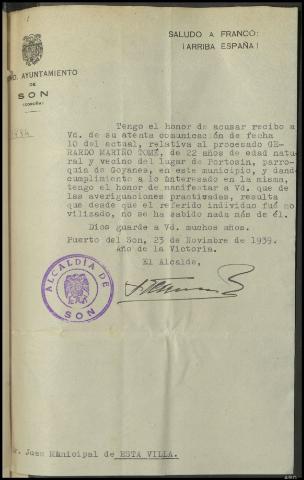 SALUDO A FRANCO:
¡ARRIBA ESPAÑA!
AYUNTAMIENTO
DE
SON
(CORUÑA)
Tengo el honor de acusar recibo a
Vd. de su atenta comunicación de fecha
10 del actual, relativa al procesado GE-
RARDO MARIÑO TOMÉ, de 22 años de edad natu-
ral y vecino del lugar de Portosin, parro-
quia de Goyanes, en este municipio, y dando
cumplimiento a lo interesado en la misma,
tengo el honor de manifestar a Vd. que de
las averiguaciones practicadas, resulta
que desde que el referido individuo fué mo-
vilizado, no se ha sabido nada más de él.
Dios guarde a Vd. muchos años.
Puerto del Son, 23 de Noviembre de 1939.
Año de la Victoria.
El Alcalde,
ALCALDÍA DE
SON
Juez Municipal de ESTA VILLA.